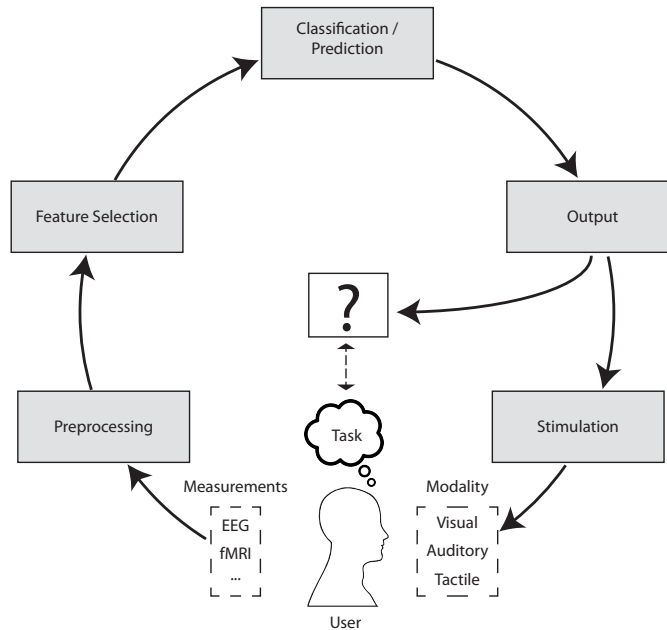 Classification /
Prediction
Feature Selection
Output
?
Preprocessing
Task
Stimulation
Measurements
Modality
EEG
fMRI
...
Visual
Auditory
Tactile
User